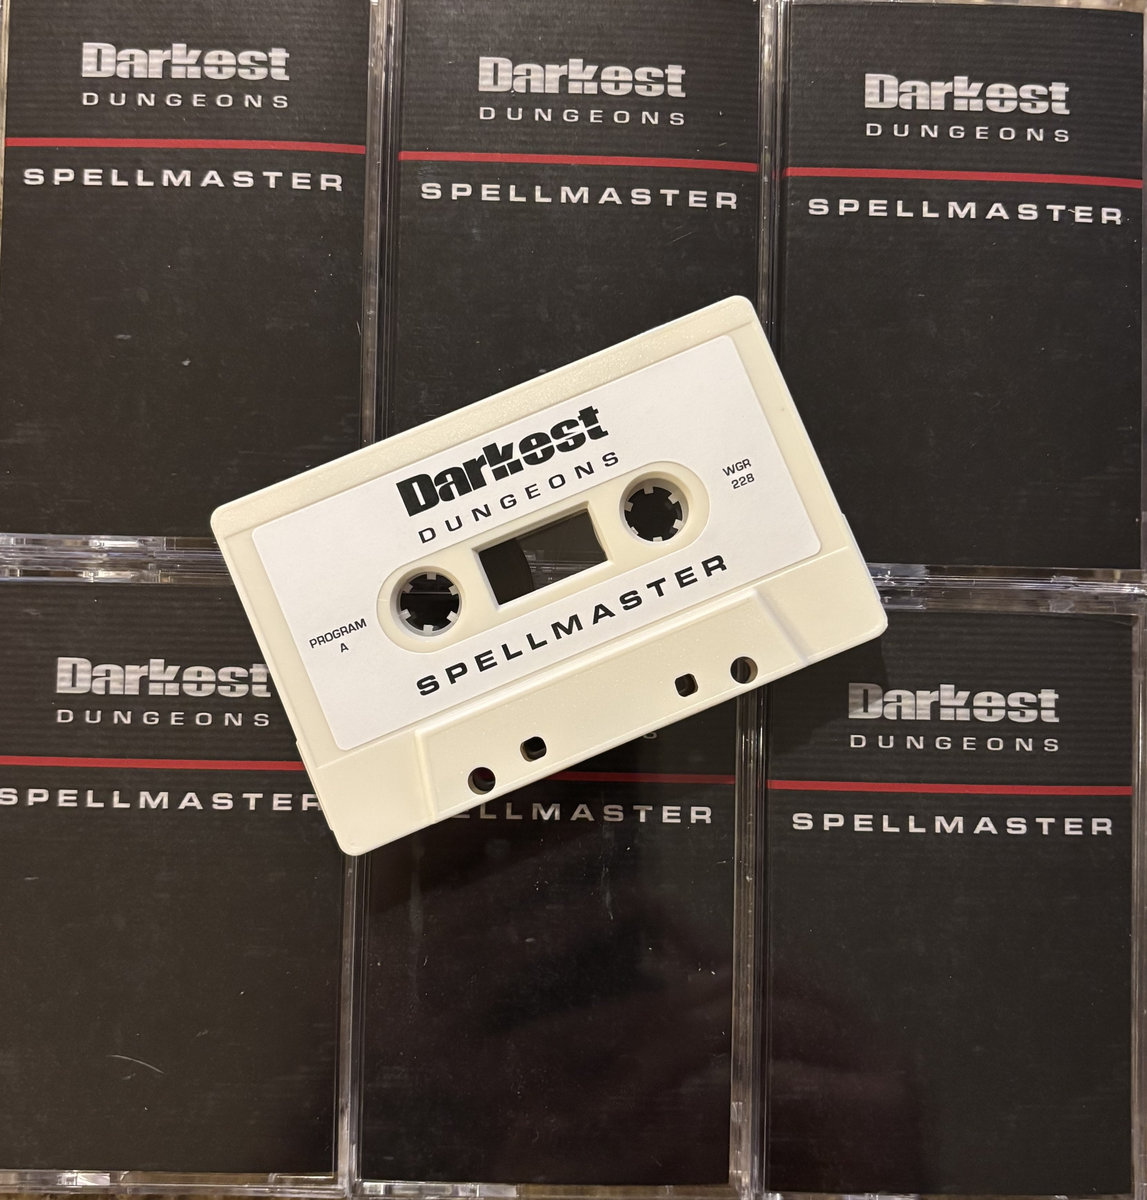 Darkest
DUNGEONS
SPELLMASTER
Darkest
DUNGEONS
SPELLMASTER
Darkest
DUNGEONS
SPELLMASTER
Darkest
DUNGEONS
WGR
228
PROGRAM
A
SPELLMASTER
Darkest
DUNGEONS
SPELLMASTER
S
ELLMASTER
Darkest
DUNGEONS
SPELLMASTER